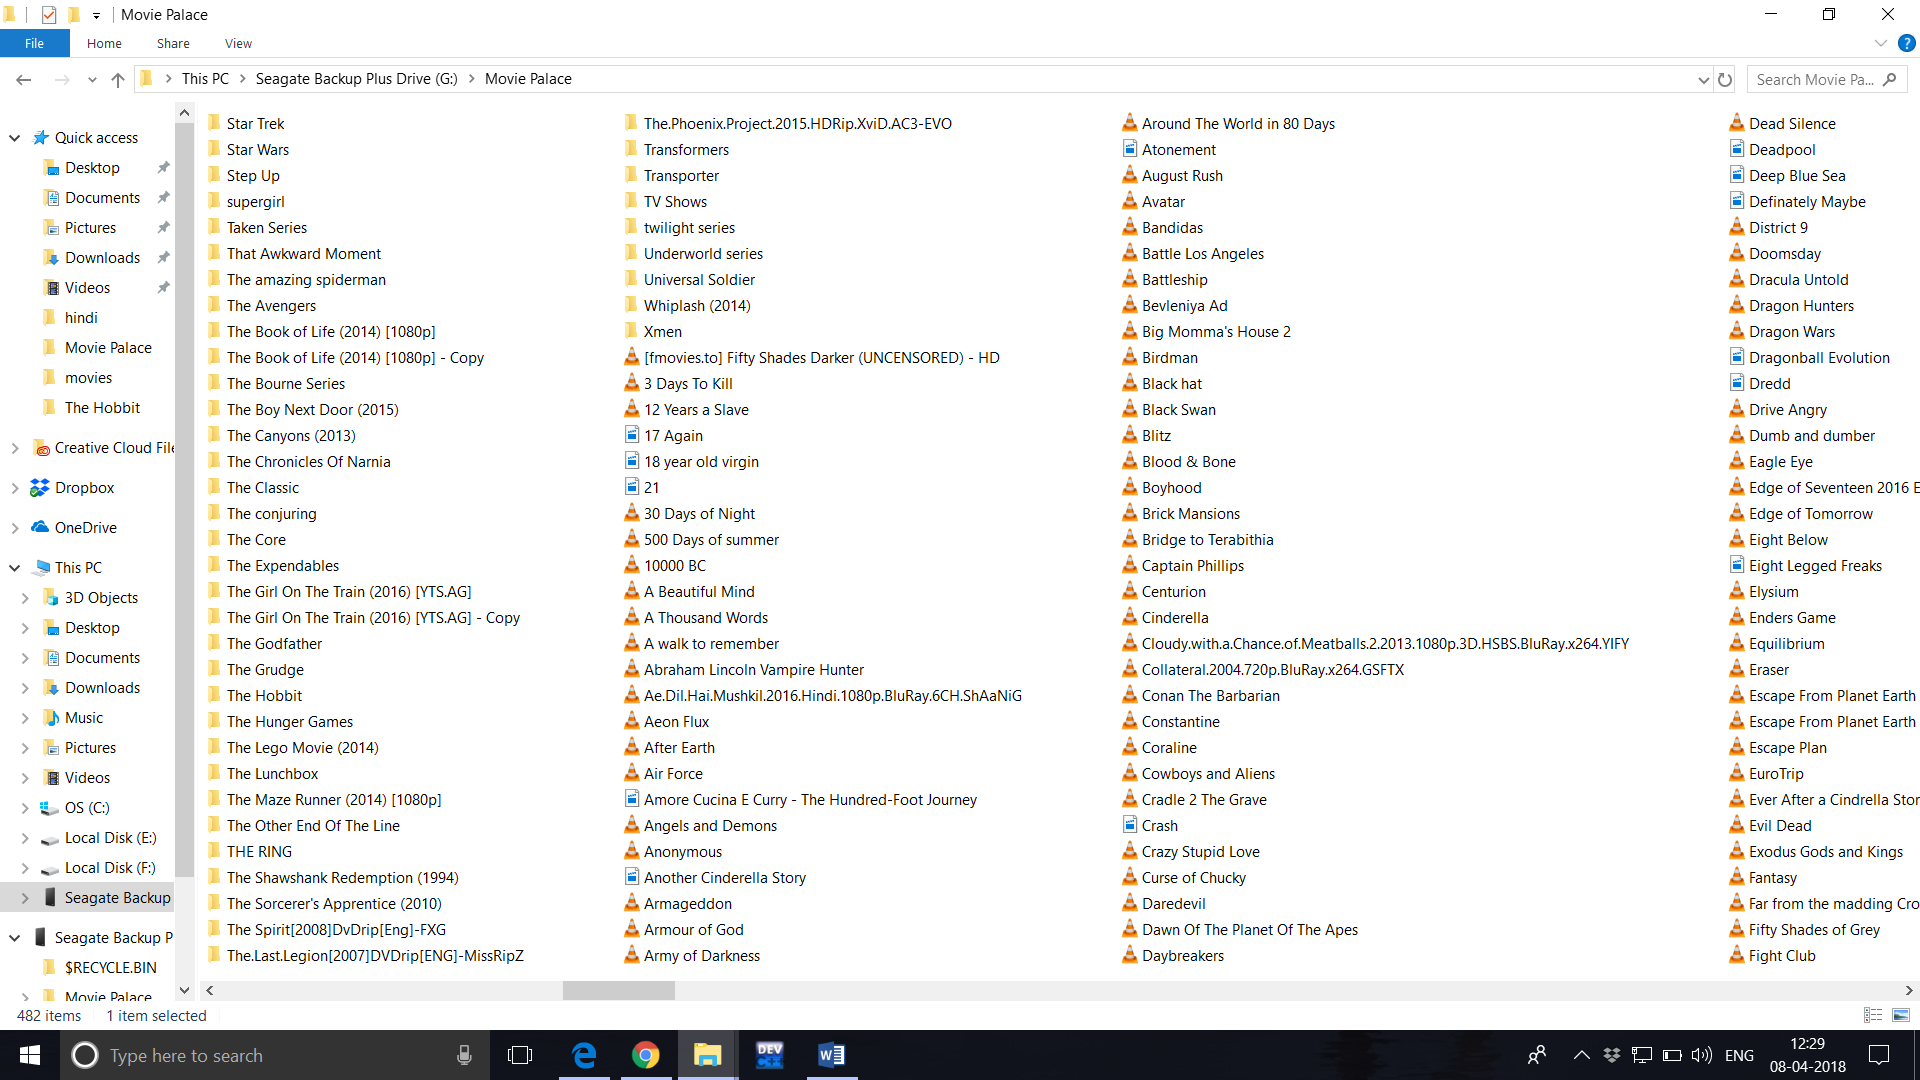 Movie Palace
File
Home
Share
View
This PC
Seagate Backup Plus Drive (G:)
Movie Palace
Search Movie Pa...
Quick access
Desktop
Documents
Pictures
Downloads
Videos
hindi
Movie Palace
movies
The Hobbit
Creative Cloud File
Dropbox
OneDrive
This PC
3D Objects
Desktop
Documents
Downloads
Music
Pictures
Videos
OS (C:)
Local Disk (E:)
Local Disk (F:)
Seagate Backup
Seagate Backup P
$RECYCLE.BIN
Movie Palace
Star Trek
Star Wars
Step Up
supergirl
Taken Series
That Awkward Moment
The amazing spiderman
The Avengers
The Book of Life (2014) [1080p]
The Book of Life (2014) [1080p] - Copy
The Bourne Series
The Boy Next Door (2015)
The Canyons (2013)
The Chronicles Of Narnia
The Classic
The conjuring
The Core
The Expendables
The Girl On The Train (2016) [YTS.AG]
The Girl On The Train (2016) [YTS.AG] - Copy
The Godfather
The Grudge
The Hobbit
The Hunger Games
The Lego Movie (2014)
The Lunchbox
The Maze Runner (2014) [1080p]
The Other End Of The Line
THE RING
The Shawshank Redemption (1994)
The Sorcerer's Apprentice (2010)
The Spirit[2008]DvDrip[Eng]-FXG
The.Last.Legion[2007]DVDrip[ENG]-MissRipZ
The.Phoenix.Project.2015.HDRip.XviD.AC3-EVO
Transformers
Transporter
TV Shows
twilight series
Underworld series
Universal Soldier
Whiplash (2014)
Xmen
[fmovies.to] Fifty Shades Darker (UNCENSORED) - HD
3 Days To Kill
12 Years a Slave
17 Again
18 year old virgin
21
30 Days of Night
500 Days of summer
10000 BC
A Beautiful Mind
A Thousand Words
A walk to remember
Abraham Lincoln Vampire Hunter
Ae.Dil.Hai.Mushkil.2016.Hindi.1080p.BluRay.6CH.ShAaNiG
Aeon Flux
After Earth
Air Force
Amore Cucina E Curry - The Hundred-Foot Journey
Angels and Demons
Anonymous
Another Cinderella Story
Armageddon
Armour of God
Army of Darkness
Around The World in 80 Days
Atonement
August Rush
Avatar
Bandidas
Battle Los Angeles
Battleship
Bevleniya Ad
Big Momma's House 2
Birdman
Black hat
Black Swan
Blitz
Blood & Bone
Boyhood
Brick Mansions
Bridge to Terabithia
Captain Phillips
Centurion
Cinderella
Cloudy.with.a.Chance.of.Meatballs.2.2013.1080p.3D.HSBS.BluRay.x264.YIFY
Collateral.2004.720p.BluRay.x264.GSFTX
Conan The Barbarian
Constantine
Coraline
Cowboys and Aliens
Cradle 2 The Grave
Crash
Crazy Stupid Love
Curse of Chucky
Daredevil
Dawn Of The Planet Of The Apes
Daybreakers
Dead Silence
Deadpool
Deep Blue Sea
Definately Maybe
District 9
Doomsday
Dracula Untold
Dragon Hunters
Dragon Wars
Dragonball Evolution
Dredd
Drive Angry
Dumb and dumber
Eagle Eye
Edge of Seventeen 2016 E
Edge of Tomorrow
Eight Below
Eight Legged Freaks
Elysium
Enders Game
Equilibrium
Eraser
Escape From Planet Earth
Escape From Planet Earth
Escape Plan
EuroTrip
Ever After a Cindrella Stor
Evil Dead
Exodus Gods and Kings
Fantasy
Far from the madding Cro
Fifty Shades of Grey
Fight Club
482 items
1 item selected
Type here to search
DEV
ENG
12:29
08-04-2018